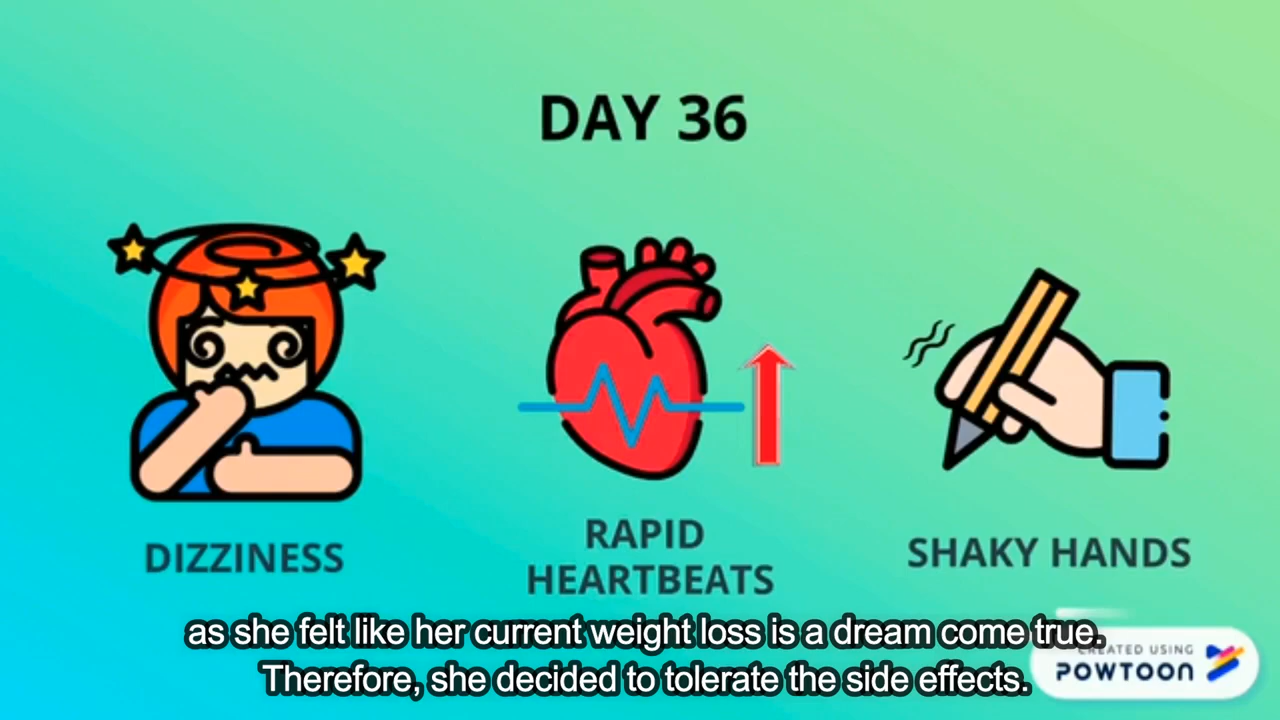 DAY 36
DIZZINESS
RAPID
HEARTBEATS
SHAKY HANDS
as she felt like her current weight loss is a dream come true.
Therefore, she decided to tolerate the side effects.
CREATED USING
POWTOON